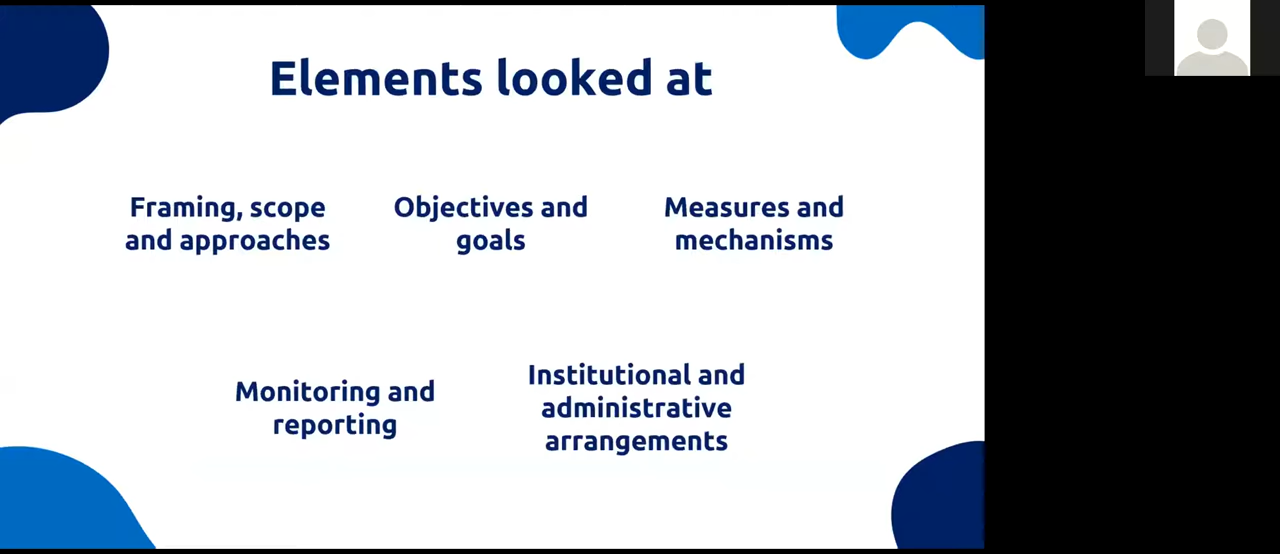 Elements looked at
Framing, scope
and approaches
Objectives and
goals
Measures and
mechanisms
Monitoring and
reporting
Institutional and
administrative
arrangements